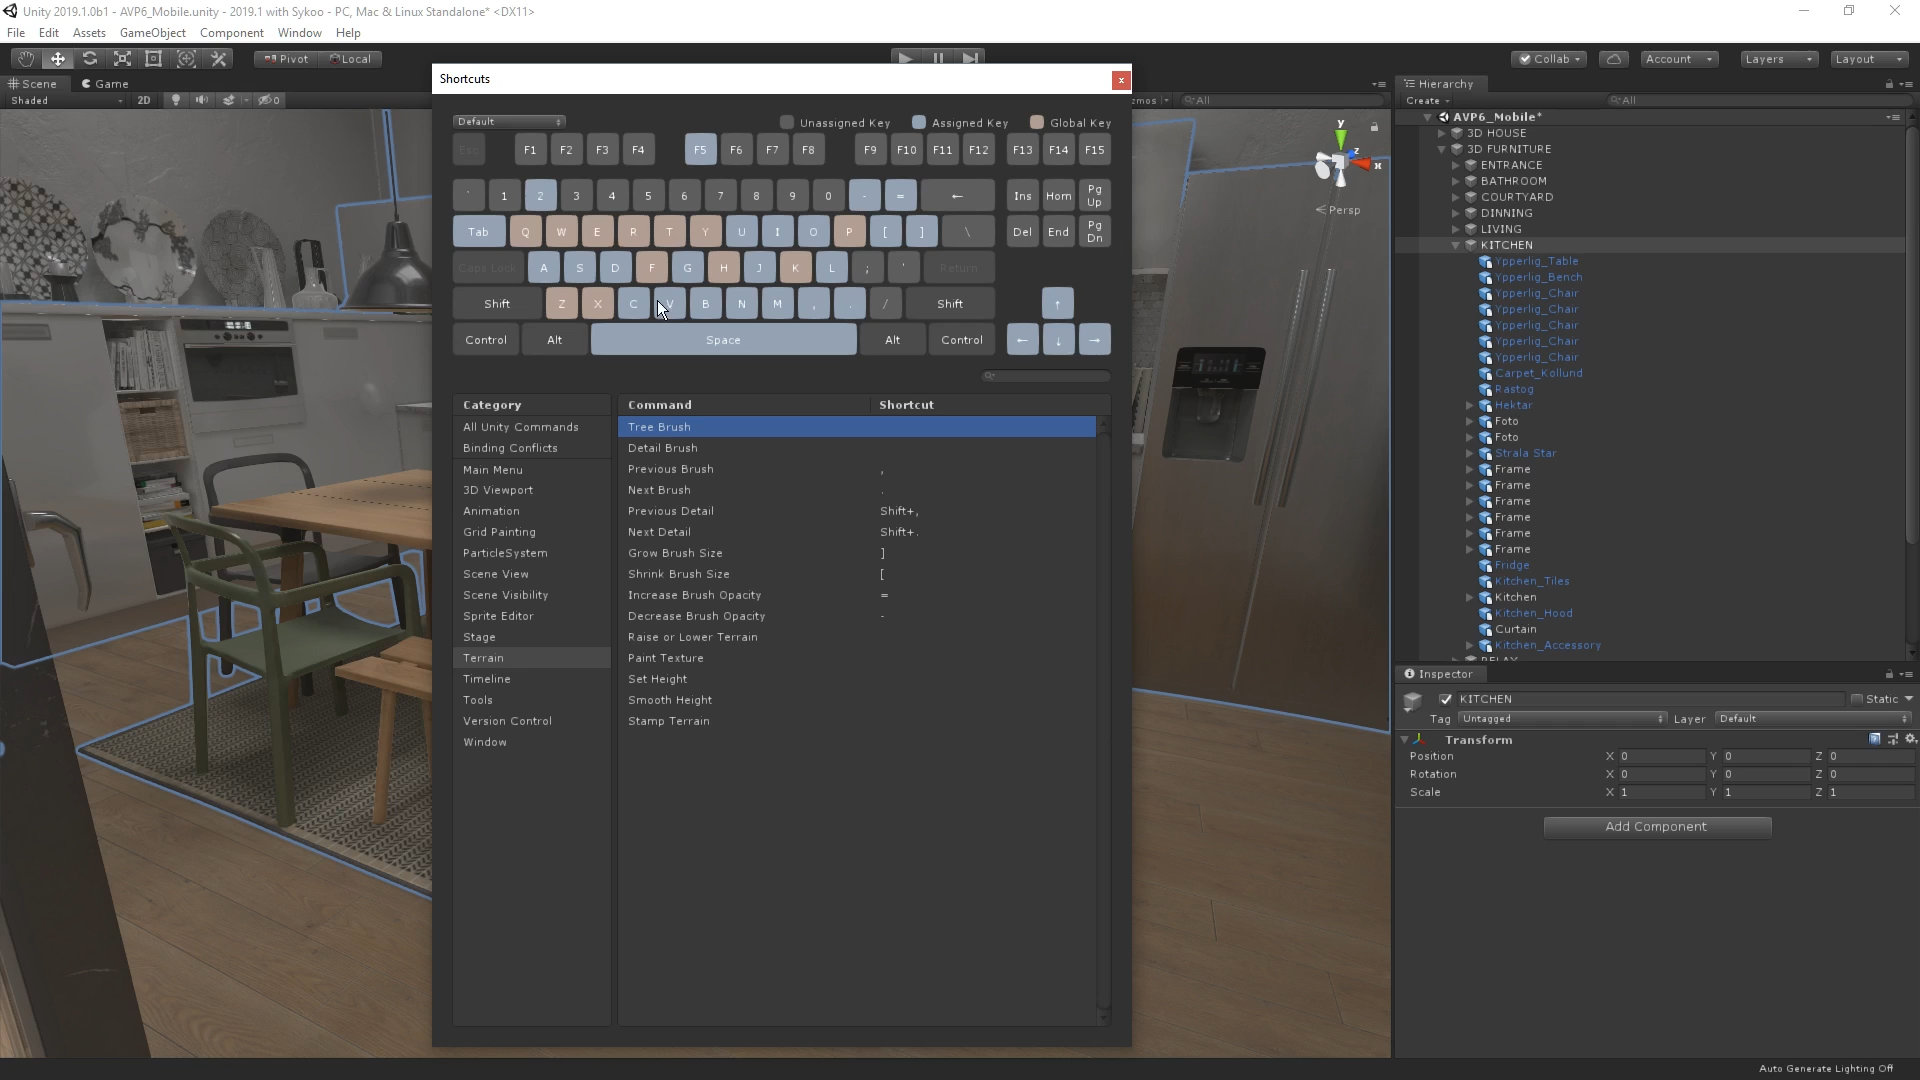 Unity 2019.1.0b1 - AVP6_Mobile.unity - 2019.1 with Sykoo - PC, Mac & Linux Standalone* <DX11>
File Edit Assets GameObject Component Window Help
Pivot Local Collab Account Layers Layout
Scene Game
Shaded 2D 0
zmos All
Persp
y
z
x
Shortcuts
x
Default Unassigned Key Assigned Key Global Key
Esc F1 F2 F3 F4 F5 F6 F7 F8 F9 F10 F11 F12 F13 F14 F15
` 1 2 3 4 5 6 7 8 9 0 - = ← Ins Hom Pg Up
Tab Q W E R T Y U I O P [ ] \ Del End Pg Dn
Caps Lock A S D F G H J K L ; ' Return
Shift Z X C V B N M , . / Shift ↑
Control Alt Space Alt Control ← ↓ →
Category
All Unity Commands
Binding Conflicts
Main Menu
3D Viewport
Animation
Grid Painting
ParticleSystem
Scene View
Scene Visibility
Sprite Editor
Stage
Terrain
Timeline
Tools
Version Control
Window
Command Shortcut
Tree Brush
Detail Brush
Previous Brush ,
Next Brush .
Previous Detail Shift+,
Next Detail Shift+.
Grow Brush Size ]
Shrink Brush Size [
Increase Brush Opacity =
Decrease Brush Opacity -
Raise or Lower Terrain
Paint Texture
Set Height
Smooth Height
Stamp Terrain
Hierarchy
Create All
AVP6_Mobile*
3D HOUSE
3D FURNITURE
ENTRANCE
BATHROOM
COURTYARD
DINNING
LIVING
KITCHEN
Ypperlig_Table
Ypperlig_Bench
Ypperlig_Chair
Ypperlig_Chair
Ypperlig_Chair
Ypperlig_Chair
Ypperlig_Chair
Carpet_Kollund
Rastog
Hektar
Foto
Foto
Strala Star
Frame
Frame
Frame
Frame
Frame
Frame
Fridge
Kitchen_Tiles
Kitchen
Kitchen_Hood
Curtain
Kitchen_Accessory
RELAX
Inspector
KITCHEN Static
Tag Untagged Layer Default
Transform
Position X 0 Y 0 Z 0
Rotation X 0 Y 0 Z 0
Scale X 1 Y 1 Z 1
Add Component
Auto Generate Lighting Off